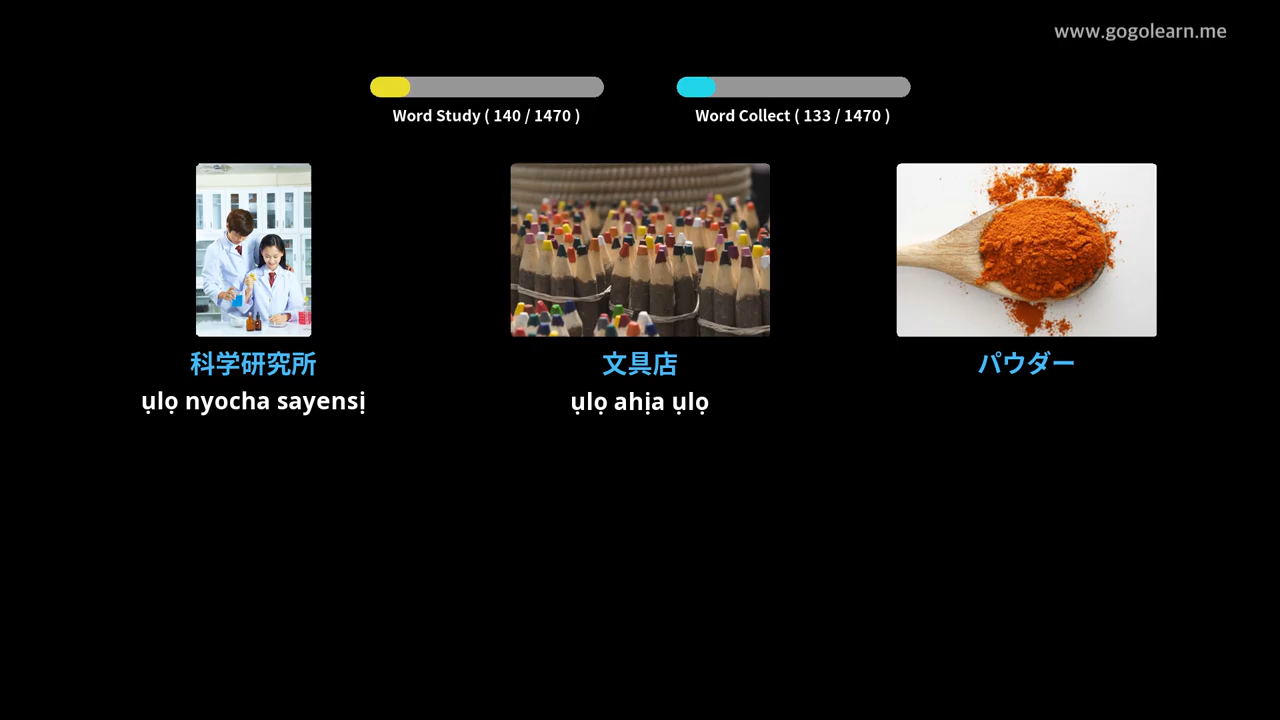 www.gogolearn.me
Word Study ( 140 / 1470 )
Word Collect ( 133 / 1470 )
科学研究所
ụlọ nyocha sayensị
文具店
ụlọ ahịa ụlọ
パウダー